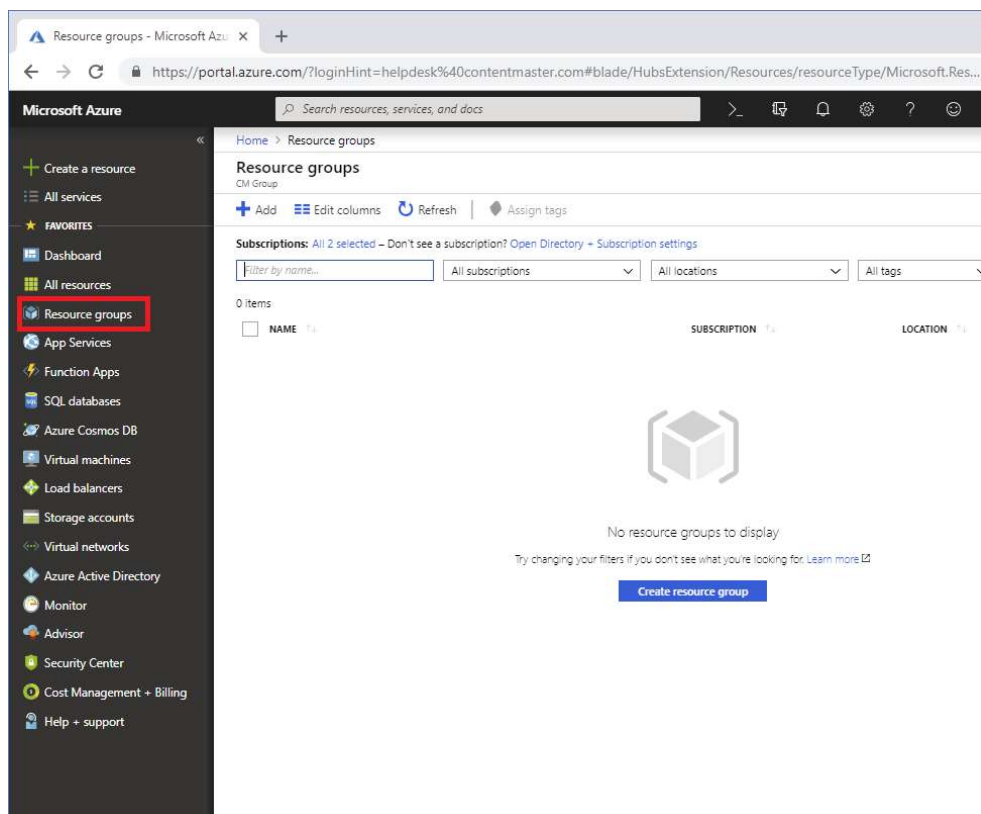 Resource groups - Microsoft Azu
https://portal.azure.com/?loginHint=helpdesk%40contentmaster.com#blade/HubsExtension/Resources/resourceType/Microsoft.Res...
Microsoft Azure
Search resources, services, and docs
Create a resource
All services
FAVORITES
Dashboard
All resources
Resource groups
App Services
Function Apps
SQL databases
Azure Cosmos DB
Virtual machines
Load balancers
Storage accounts
Virtual networks
Azure Active Directory
Monitor
Advisor
Security Center
Cost Management + Billing
Help + support
Home > Resource groups
Resource groups
CM Group
Add Edit columns Refresh Assign tags
Subscriptions: All 2 selected – Don't see a subscription? Open Directory + Subscription settings
Filter by name... All subscriptions All locations All tags
0 items
NAME SUBSCRIPTION LOCATION
No resource groups to display
Try changing your filters if you don't see what you're looking for. Learn more
Create resource group